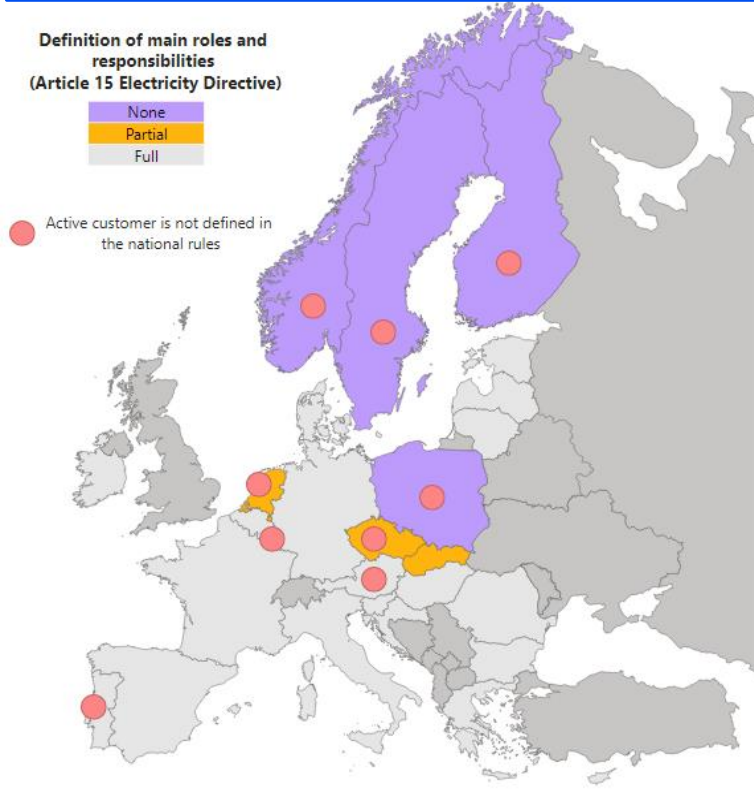 Definition of main roles and
responsibilities
(Article 15 Electricity Directive)
None
Partial
Full
Active customer is not defined in
the national rules